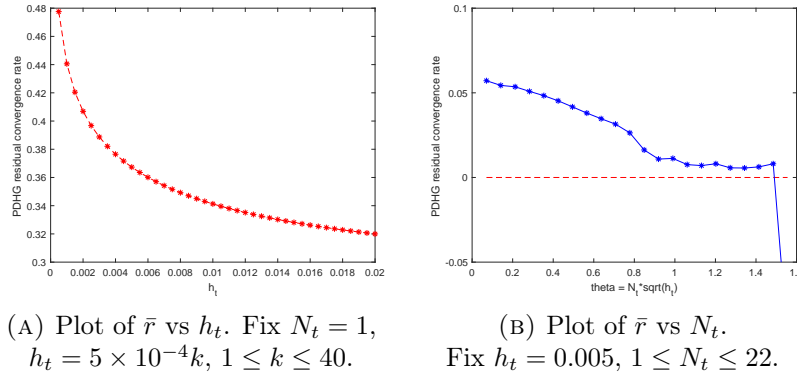 0.48
0.46
0.44
0.42
0.4
0.38
0.36
0.34
0.32
0.3
PDHG residual convergence rate
0 0.002 0.004 0.006 0.008 0.01 0.012 0.014 0.016 0.018 0.02
h_t
(A) Plot of r̄ vs h_t. Fix N_t = 1,
h_t = 5 × 10⁻⁴k, 1 ≤ k ≤ 40.
0.1
0.05
0
-0.05
PDHG residual convergence rate
0 0.2 0.4 0.6 0.8 1 1.2 1.4 1.6
theta = N_t*sqrt(h_t)
(B) Plot of r̄ vs N_t.
Fix h_t = 0.005, 1 ≤ N_t ≤ 22.